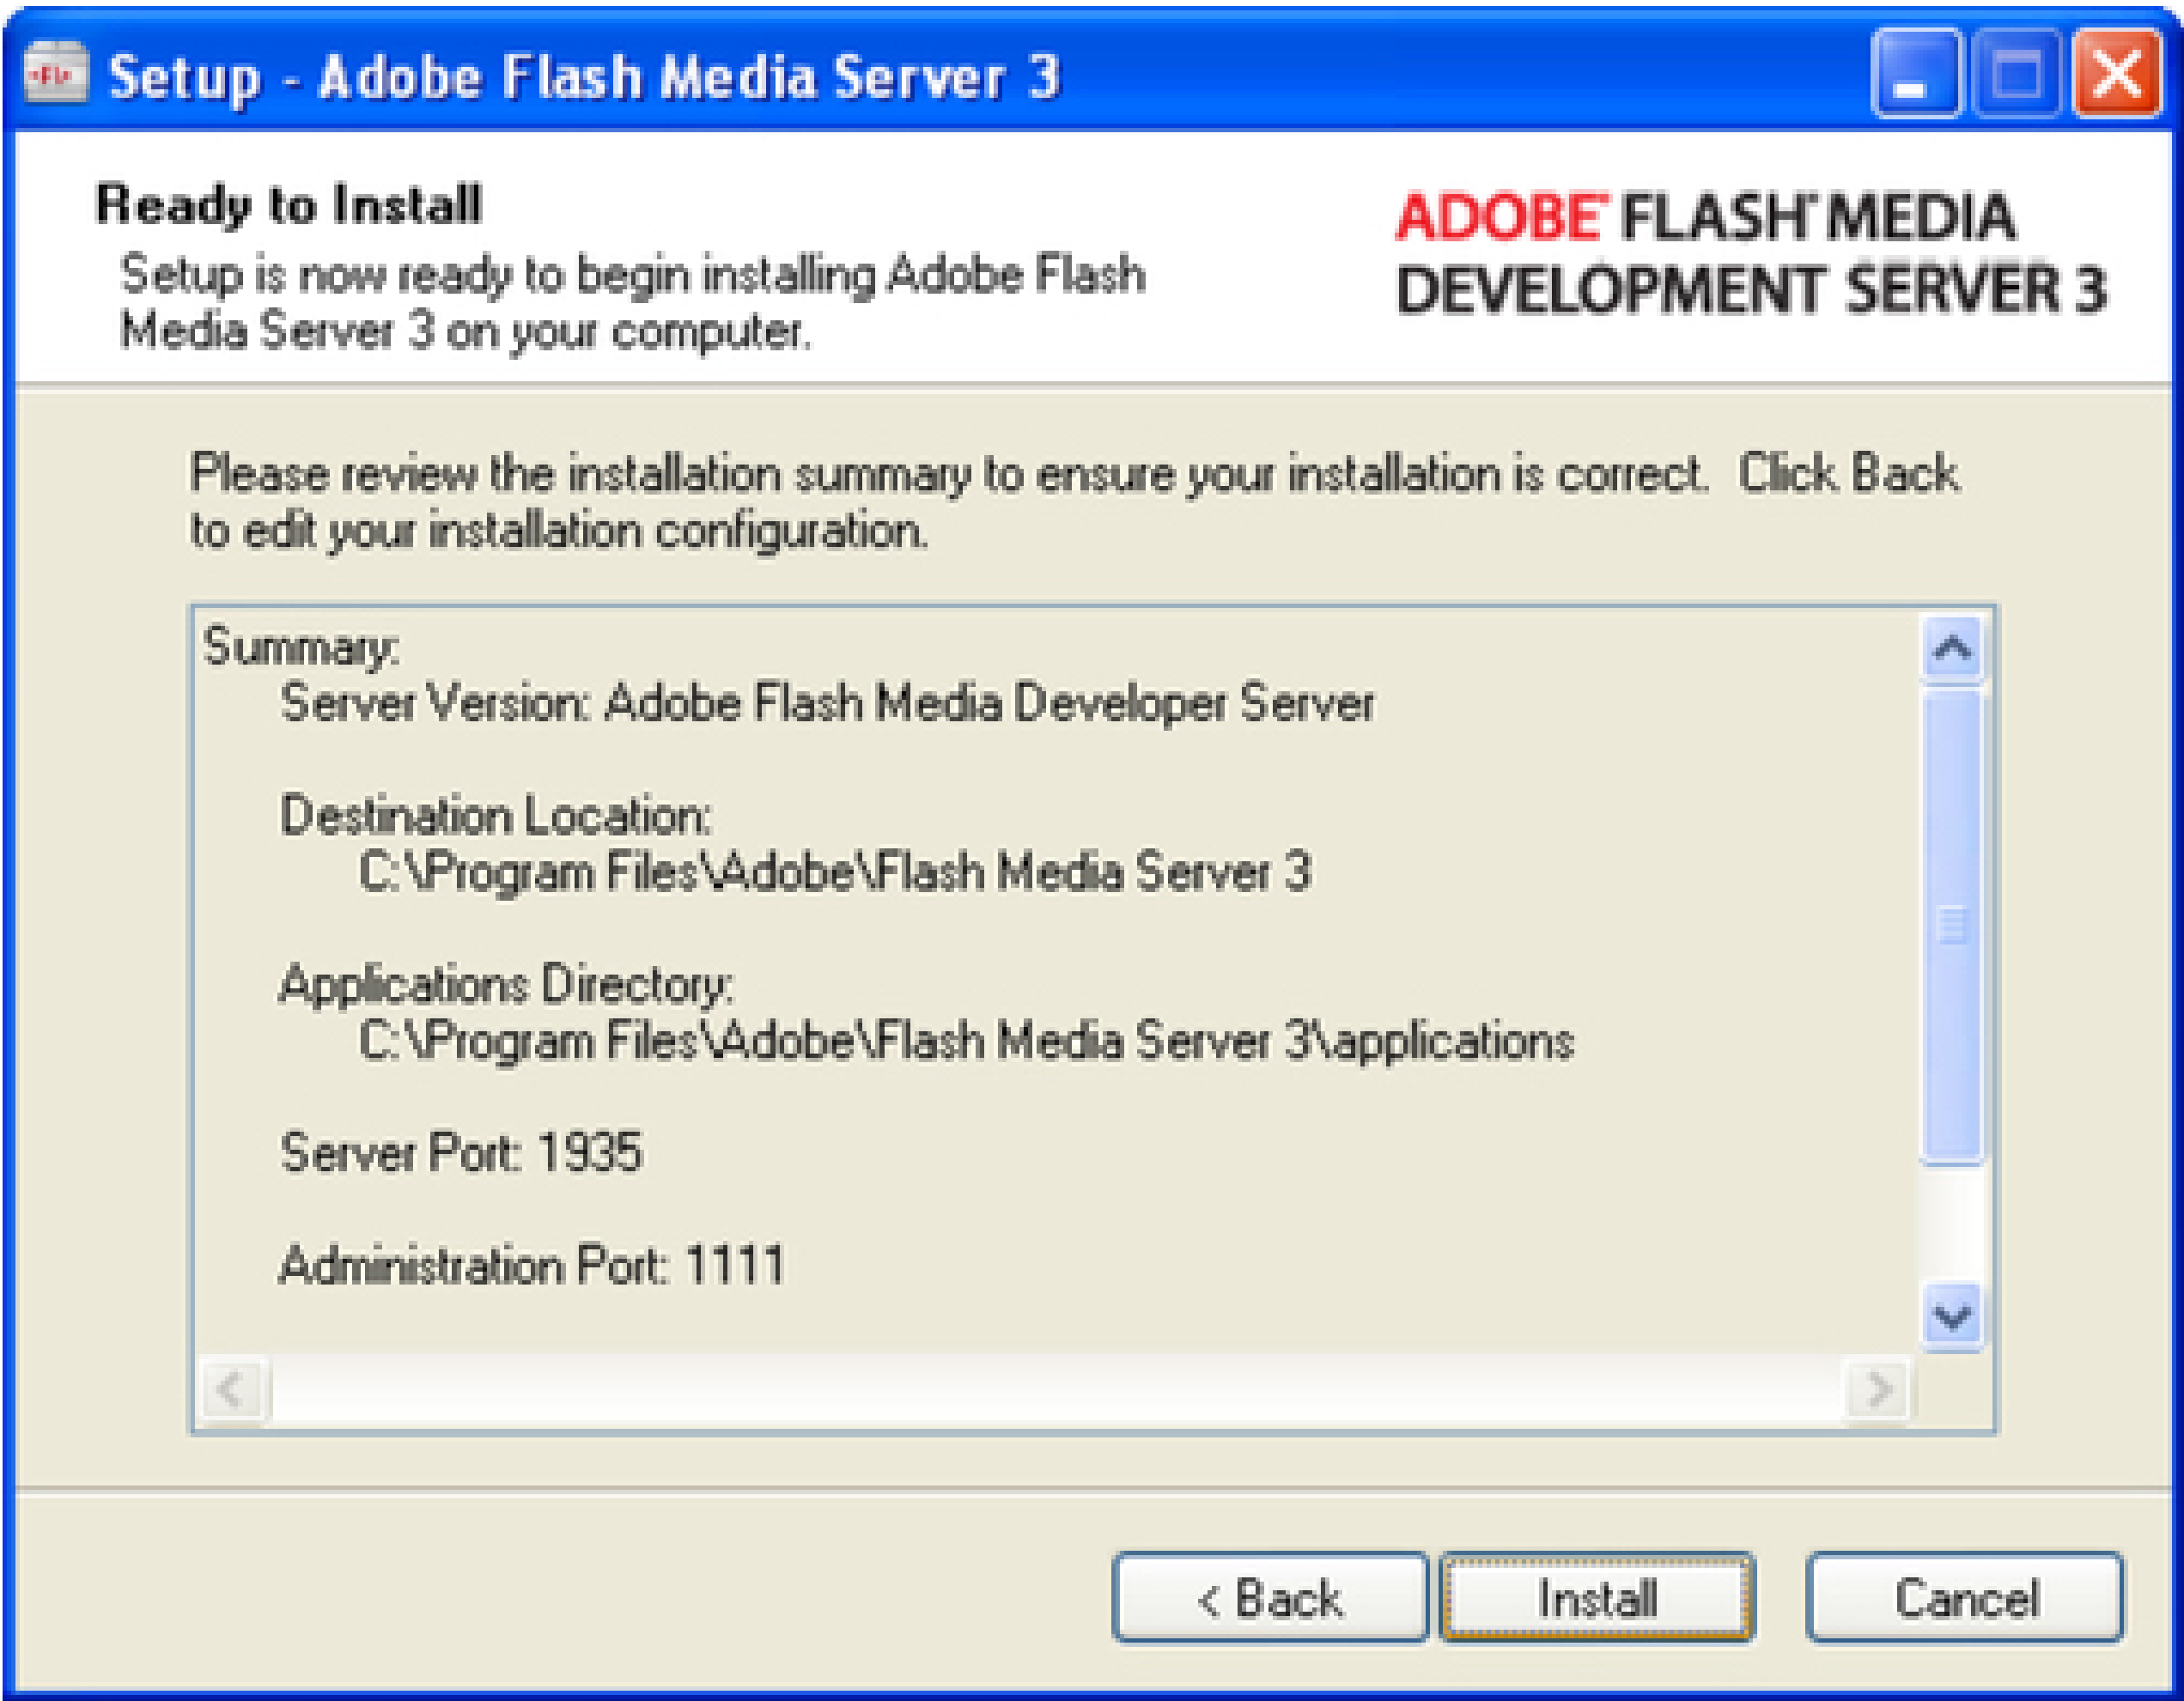 Setup - Adobe Flash Media Server 3
Ready to Install
Setup is now ready to begin installing Adobe Flash
Media Server 3 on your computer.
ADOBE® FLASH® MEDIA
DEVELOPMENT SERVER 3
Please review the installation summary to ensure your installation is correct.  Click Back
to edit your installation configuration.
Summary:
Server Version: Adobe Flash Media Developer Server
Destination Location:
C:\Program Files\Adobe\Flash Media Server 3
Applications Directory:
C:\Program Files\Adobe\Flash Media Server 3\applications
Server Port: 1935
Administration Port: 1111
< Back
Install
Cancel